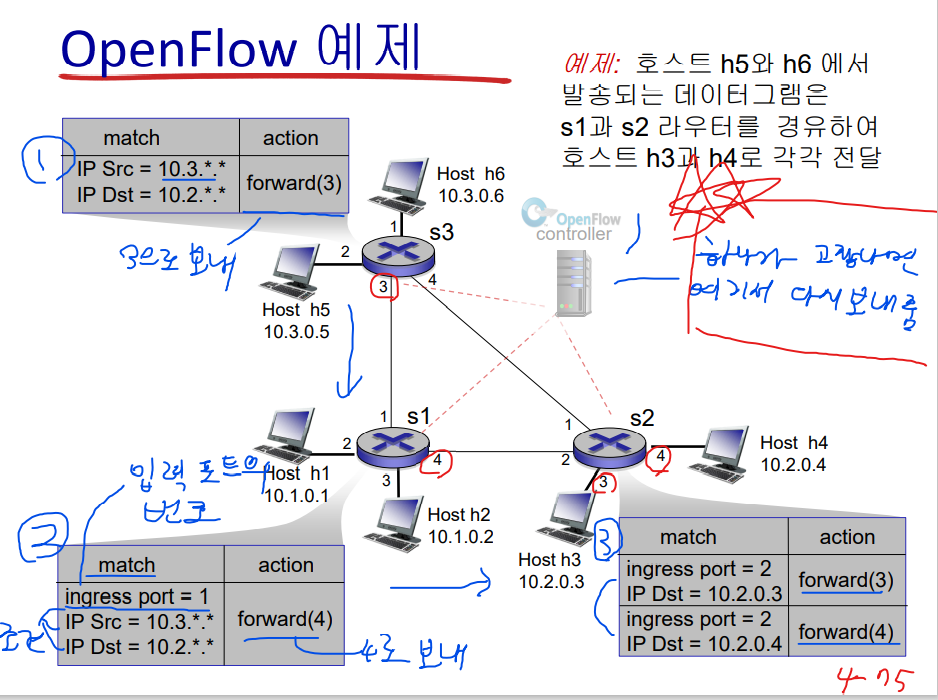 OpenFlow 예제
예제: 호스트 h5와 h6 에서
발송되는 데이터그램은
s1과 s2 라우터를 경유하여
호스트 h3과 h4로 각각 전달
①
match action
IP Src = 10.3.*.*
IP Dst = 10.2.*.*
forward(3)
3으로 보내
Host h6
10.3.0.6
OpenFlow
controller
하나가 고장나면
여기서 다시 보내줌
1
s3
2
3
4
Host h5
10.3.0.5
1
s1
2
4
3
Host h1
10.1.0.1
Host h2
10.1.0.2
s2
1
2
4
3
Host h4
10.2.0.4
Host h3
10.2.0.3
입력 포트의
번호
2
match action
ingress port = 1
IP Src = 10.3.*.*
IP Dst = 10.2.*.*
forward(4)
조건
4로 보내
3
match action
ingress port = 2
IP Dst = 10.2.0.3
forward(3)
ingress port = 2
IP Dst = 10.2.0.4
forward(4)
4-75